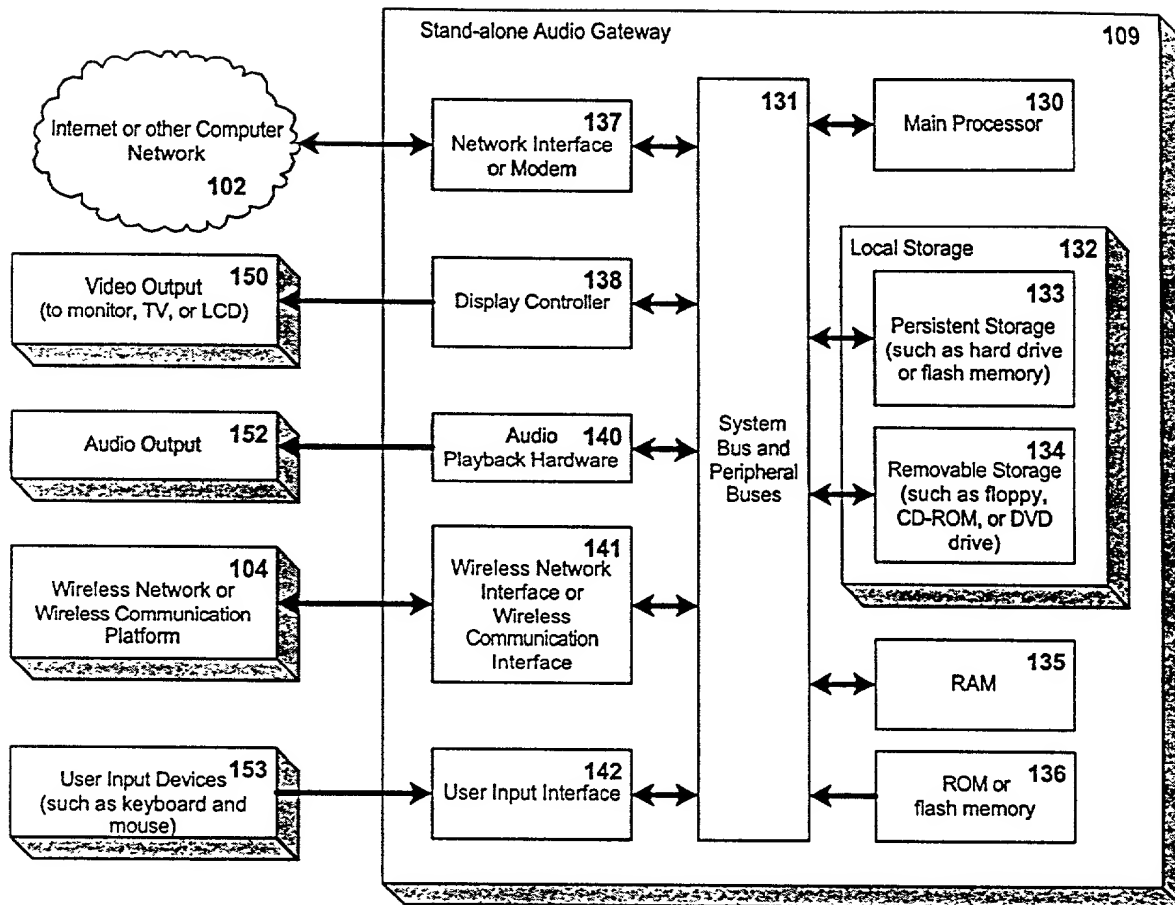 Stand-alone Audio Gateway
109
Internet or other Computer
Network
102
137
Network Interface
or Modem
131
System
Bus and
Peripheral
Buses
130
Main Processor
150
Video Output
(to monitor, TV, or LCD)
138
Display Controller
Local Storage
132
133
Persistent Storage
(such as hard drive
or flash memory)
152
Audio Output
140
Audio
Playback Hardware
134
Removable Storage
(such as floppy,
CD-ROM, or DVD
drive)
104
Wireless Network or
Wireless Communication
Platform
141
Wireless Network
Interface or
Wireless
Communication
Interface
135
RAM
153
User Input Devices
(such as keyboard and
mouse)
142
User Input Interface
136
ROM or
flash memory